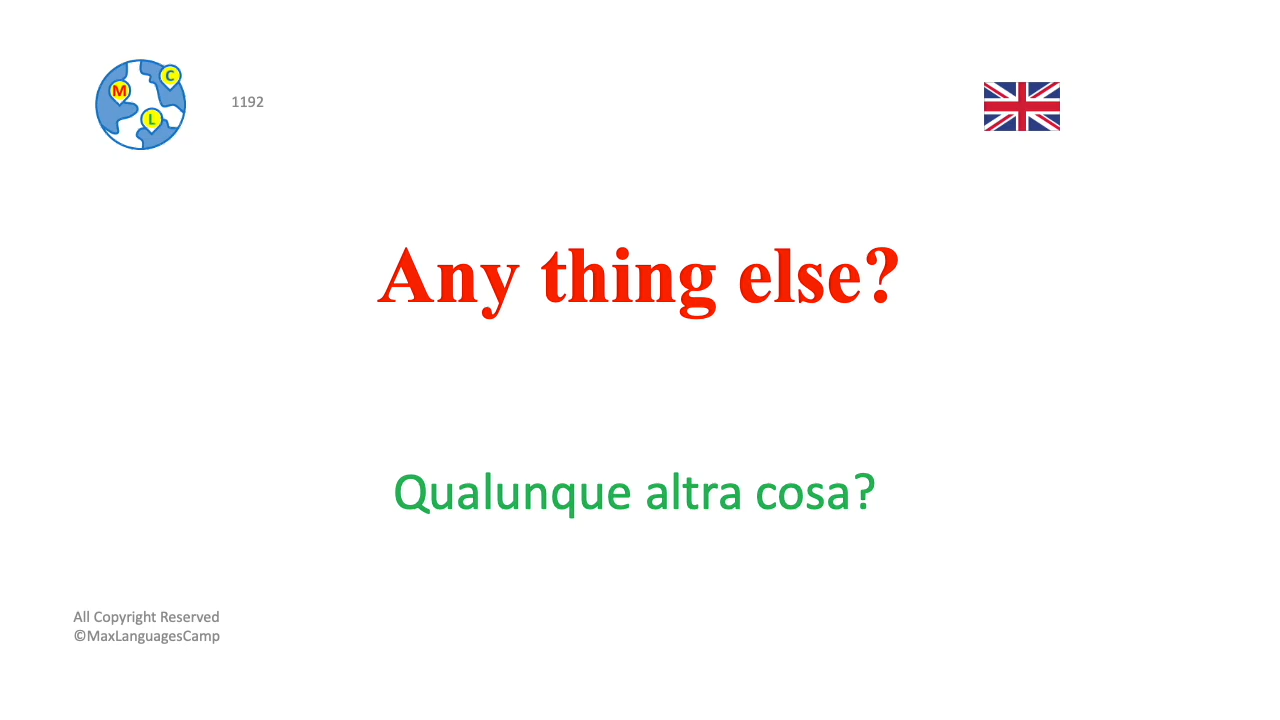 M
C
L
1192
Any thing else?
Qualunque altra cosa?
All Copyright Reserved
©MaxLanguagesCamp